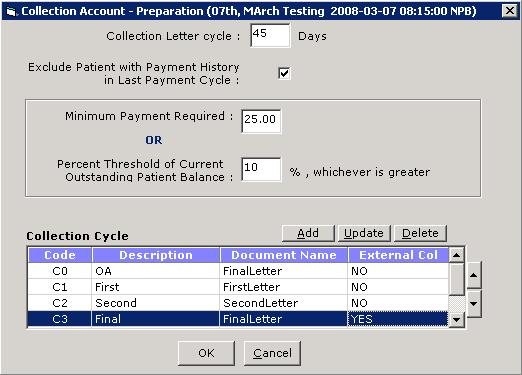 Collection Account - Preparation (07th, MArch Testing 2008-03-07 08:15:00 NPB)
Collection Letter cycle : 45 Days
Exclude Patient with Payment History
in Last Payment Cycle :
Minimum Payment Required : 25.00
OR
Percent Threshold of Current
Outstanding Patient Balance : 10 % , whichever is greater
Add Update Delete
Collection Cycle
Code Description Document Name External Col
C0 OA FinalLetter NO
C1 First FirstLetter NO
C2 Second SecondLetter NO
C3 Final FinalLetter YES
OK Cancel